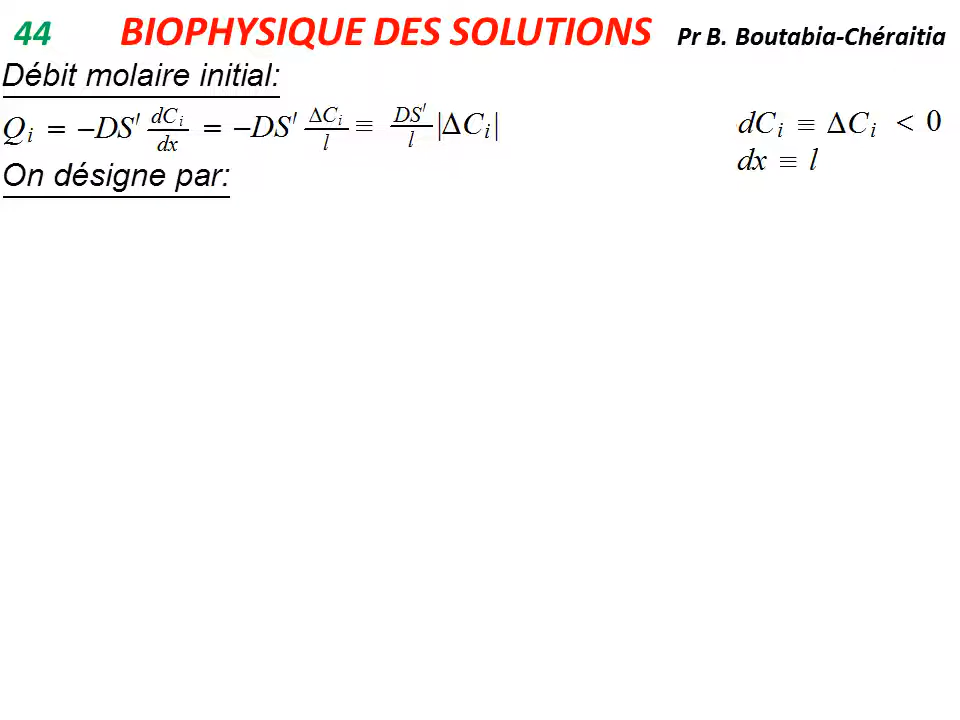 44 BIOPHYSIQUE DES SOLUTIONS Pr B. Boutabia-Chéraitia
Débit molaire initial:
Qi = −DS′ dCi/dx = −DS′ ΔCi/l ≡ DS′/l |ΔCi|
dCi ≡ ΔCi < 0
dx ≡ l
On désigne par: